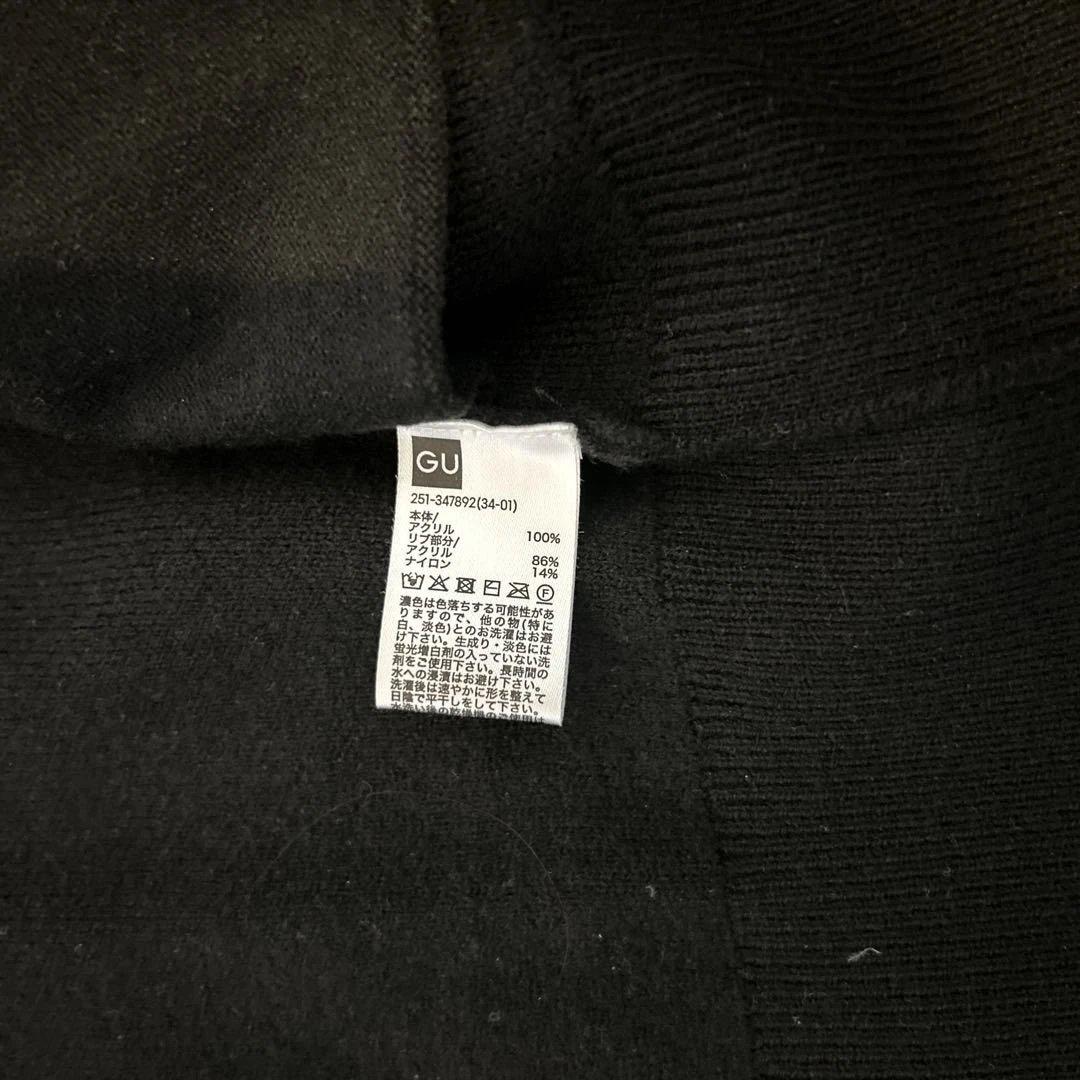 GU
251-347892(34-01)
本体/
アクリル 100%
リブ部分/
アクリル 86%
ナイロン 14%
F
濃色は色落ちする可能性があ
りますので、他の物(特に
白、淡色)とのお洗濯はお避
け下さい。生成り・淡色には
蛍光増白剤の入っていない洗
剤をご使用下さい。長時間の
水への浸漬はお避け下さい。
洗濯後は速やかに形を整えて
日陰で平干しをして下さい。